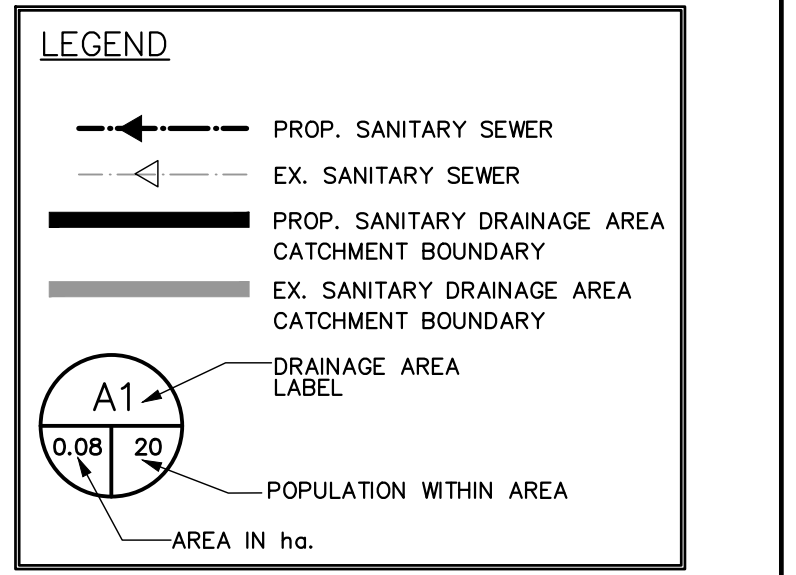 LEGEND
PROP. SANITARY SEWER
EX. SANITARY SEWER
PROP. SANITARY DRAINAGE AREA
CATCHMENT BOUNDARY
EX. SANITARY DRAINAGE AREA
CATCHMENT BOUNDARY
DRAINAGE AREA
LABEL
A1
0.08 20
POPULATION WITHIN AREA
AREA IN ha.